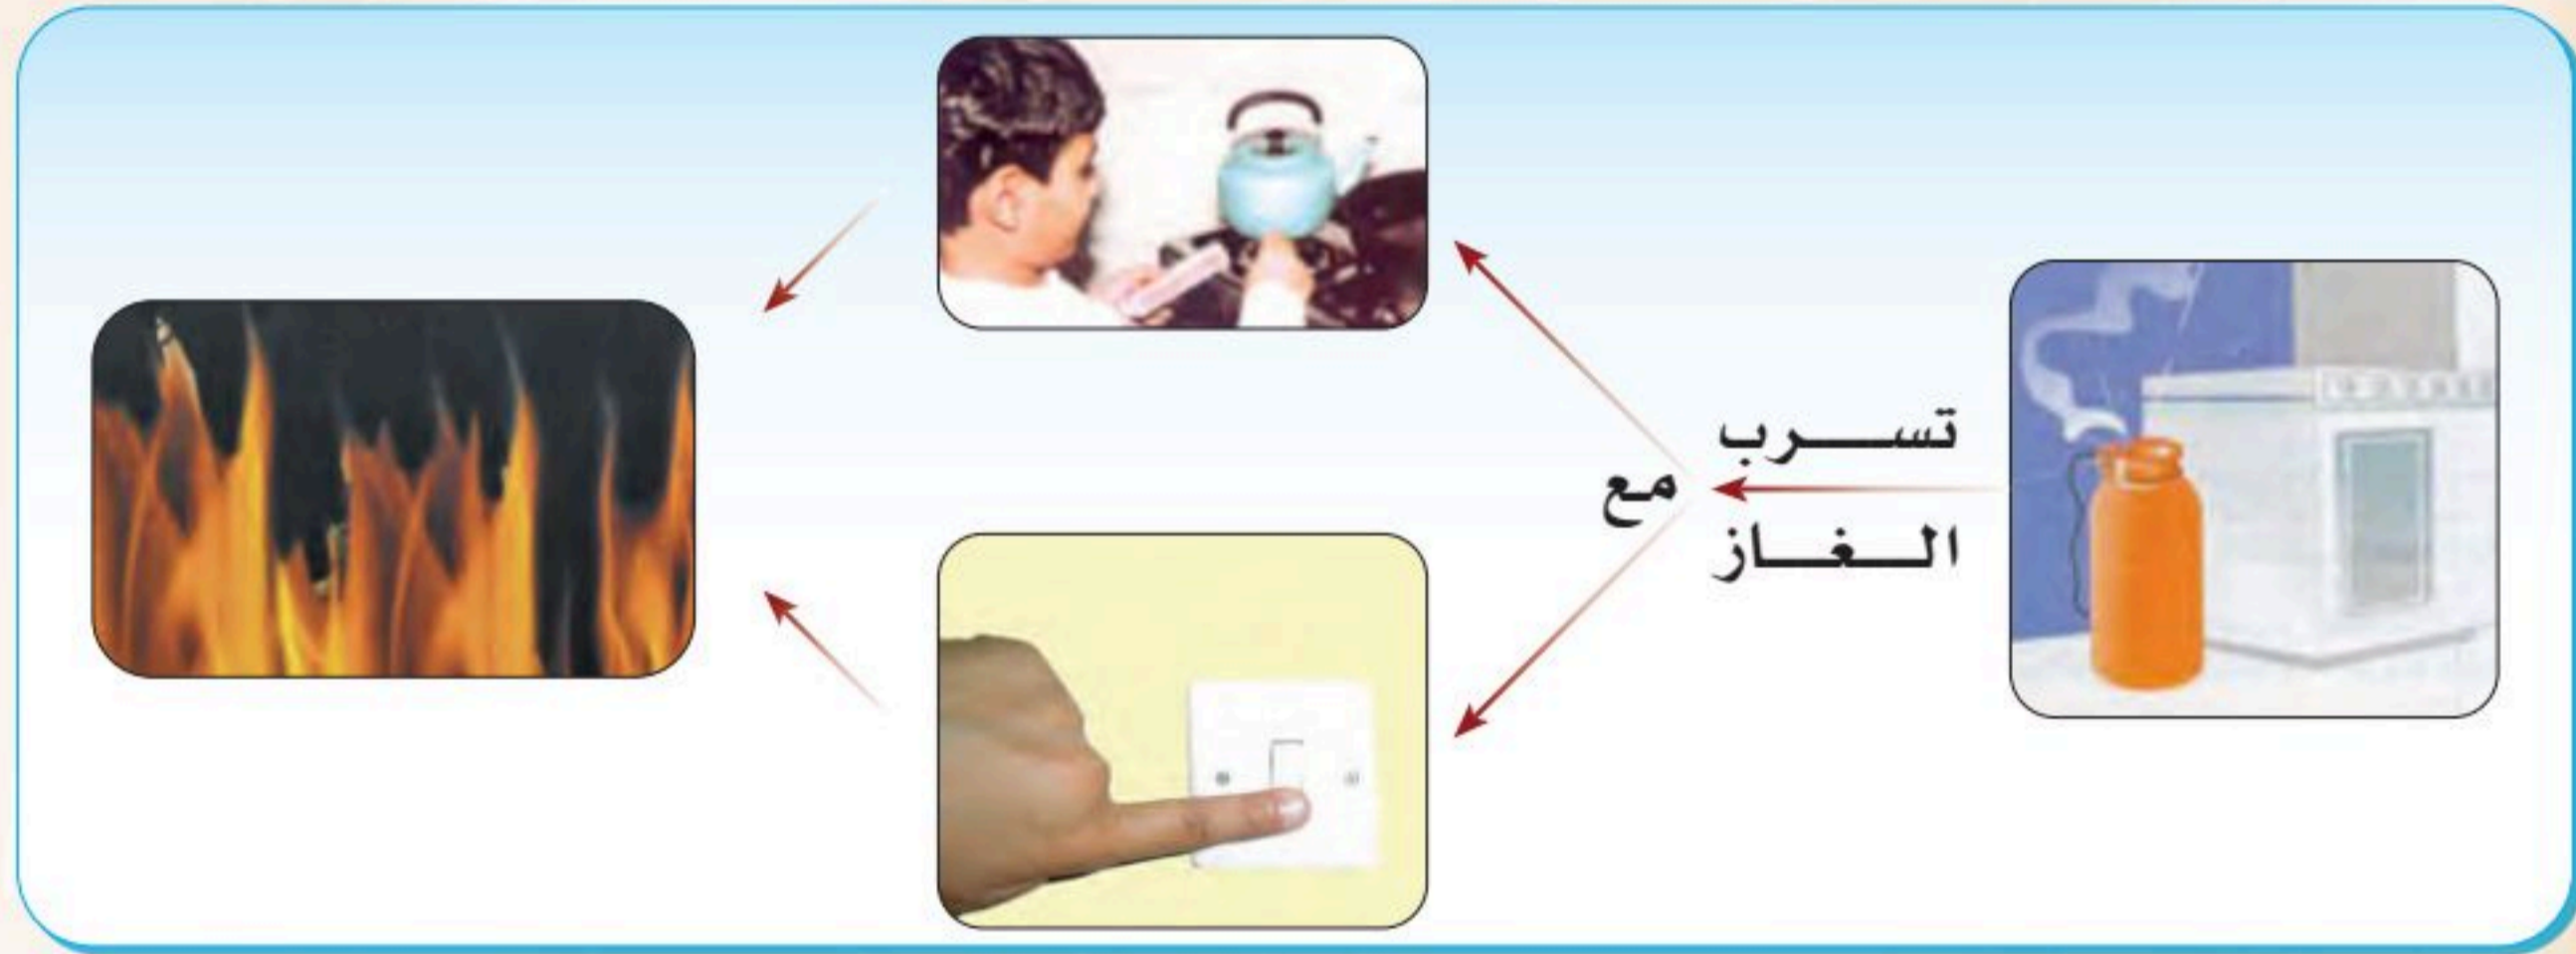 تسرب
مع
الغاز